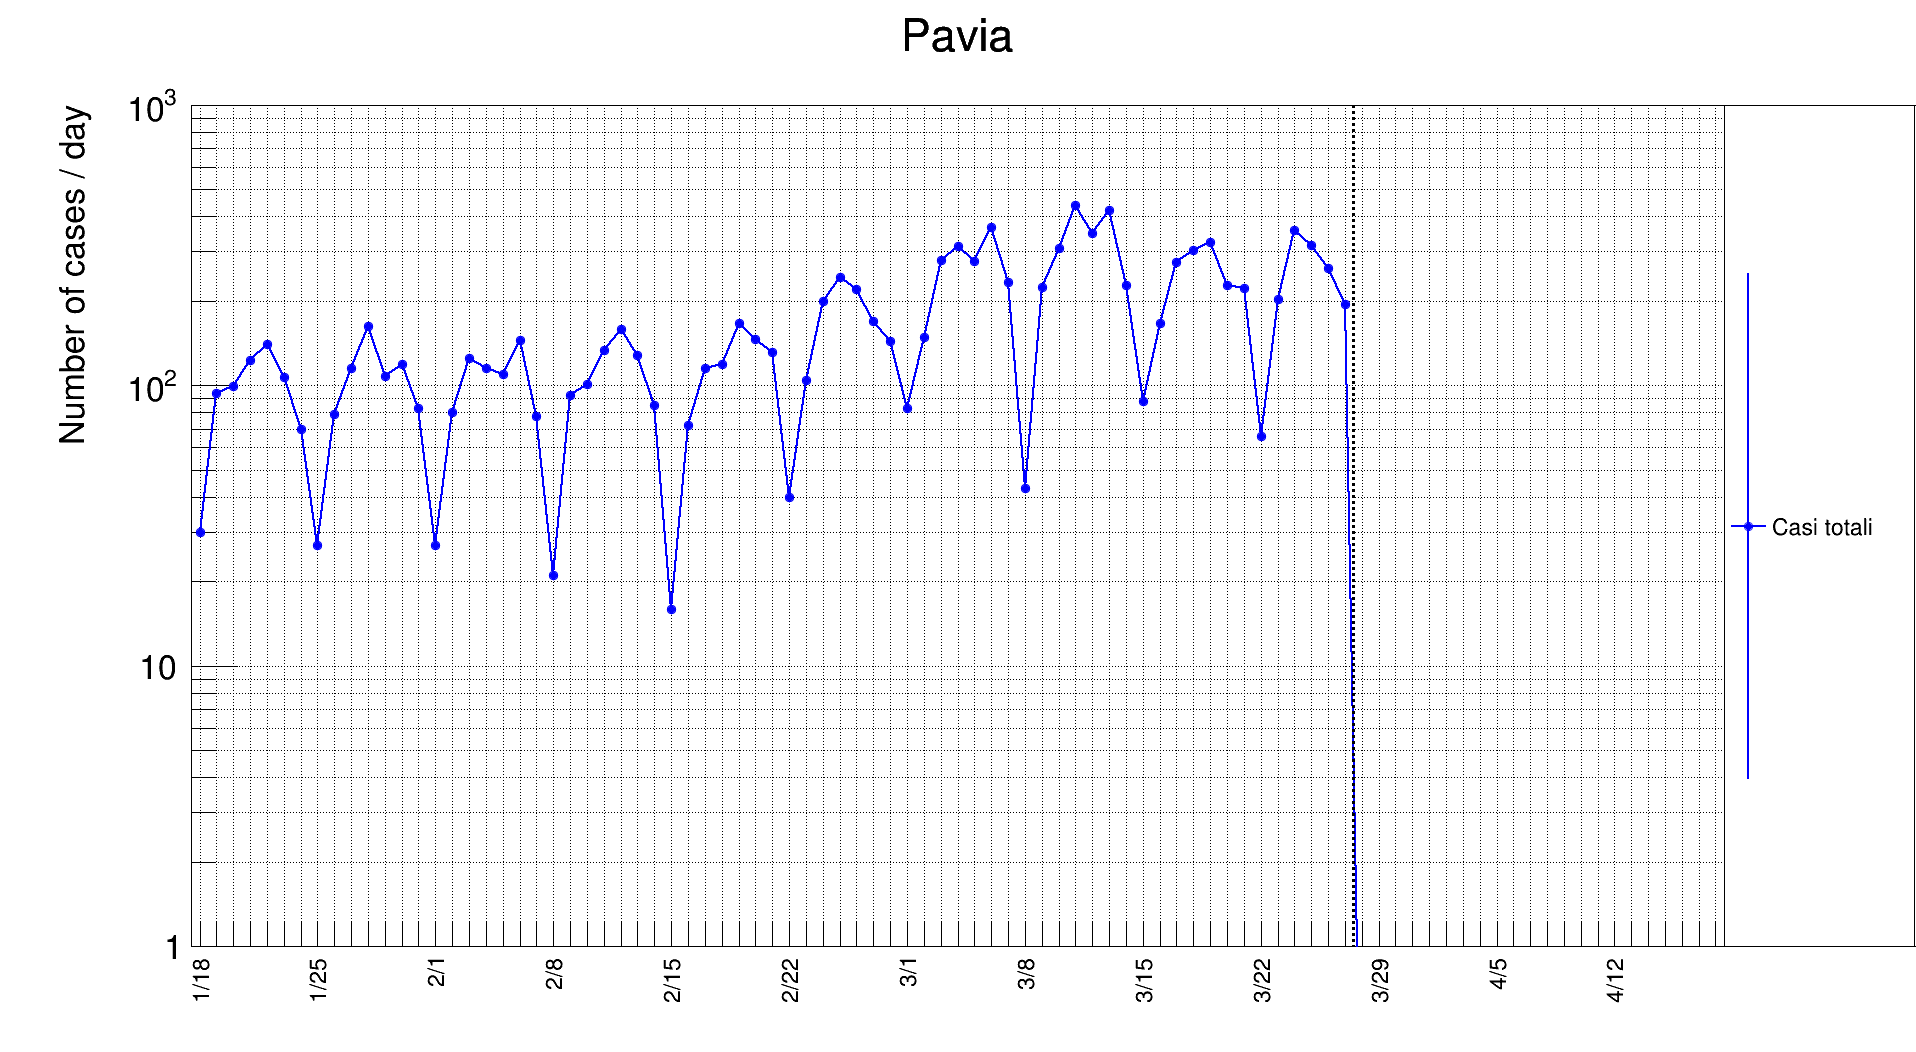 Pavia
Number of cases / day
10³
10²
10
1
1/18 1/25 2/1 2/8 2/15 2/22 3/1 3/8 3/15 3/22 3/29 4/5 4/12
Casi totali